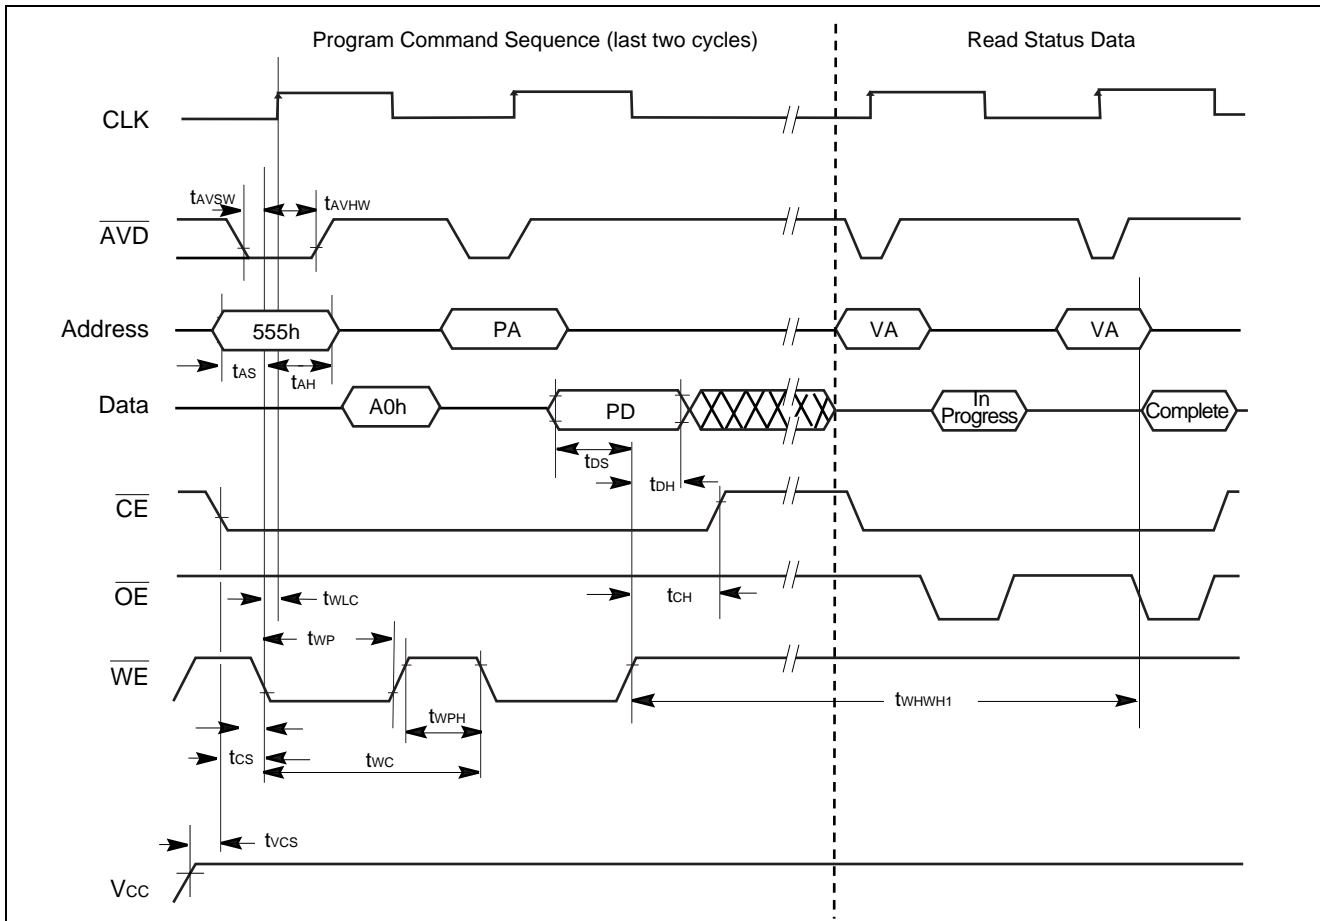 Program Command Sequence (last two cycles)
Read Status Data
CLK
tAVSW
tAVHW
AVD
Address
555h
PA
VA
VA
tAS
tAH
Data
A0h
PD
In
Progress
Complete
tDS
tDH
CE
OE
tWLC
tCH
tWP
WE
tWPH
tWHWH1
tCS
tWC
tVCS
VCC